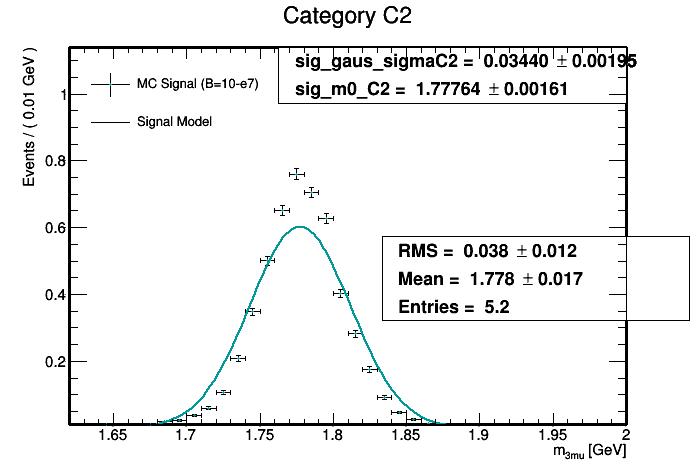 Category C2
Events / ( 0.01 GeV )
sig_gaus_sigmaC2 = 0.03440 ± 0.00195
sig_m0_C2 = 1.77764 ± 0.00161
MC Signal (B=10-e7)
Signal Model
1
0.8
0.6
0.4
0.2
RMS = 0.038 ± 0.012
Mean = 1.778 ± 0.017
Entries = 5.2
1.65 1.7 1.75 1.8 1.85 1.9 1.95 2
m3mu [GeV]